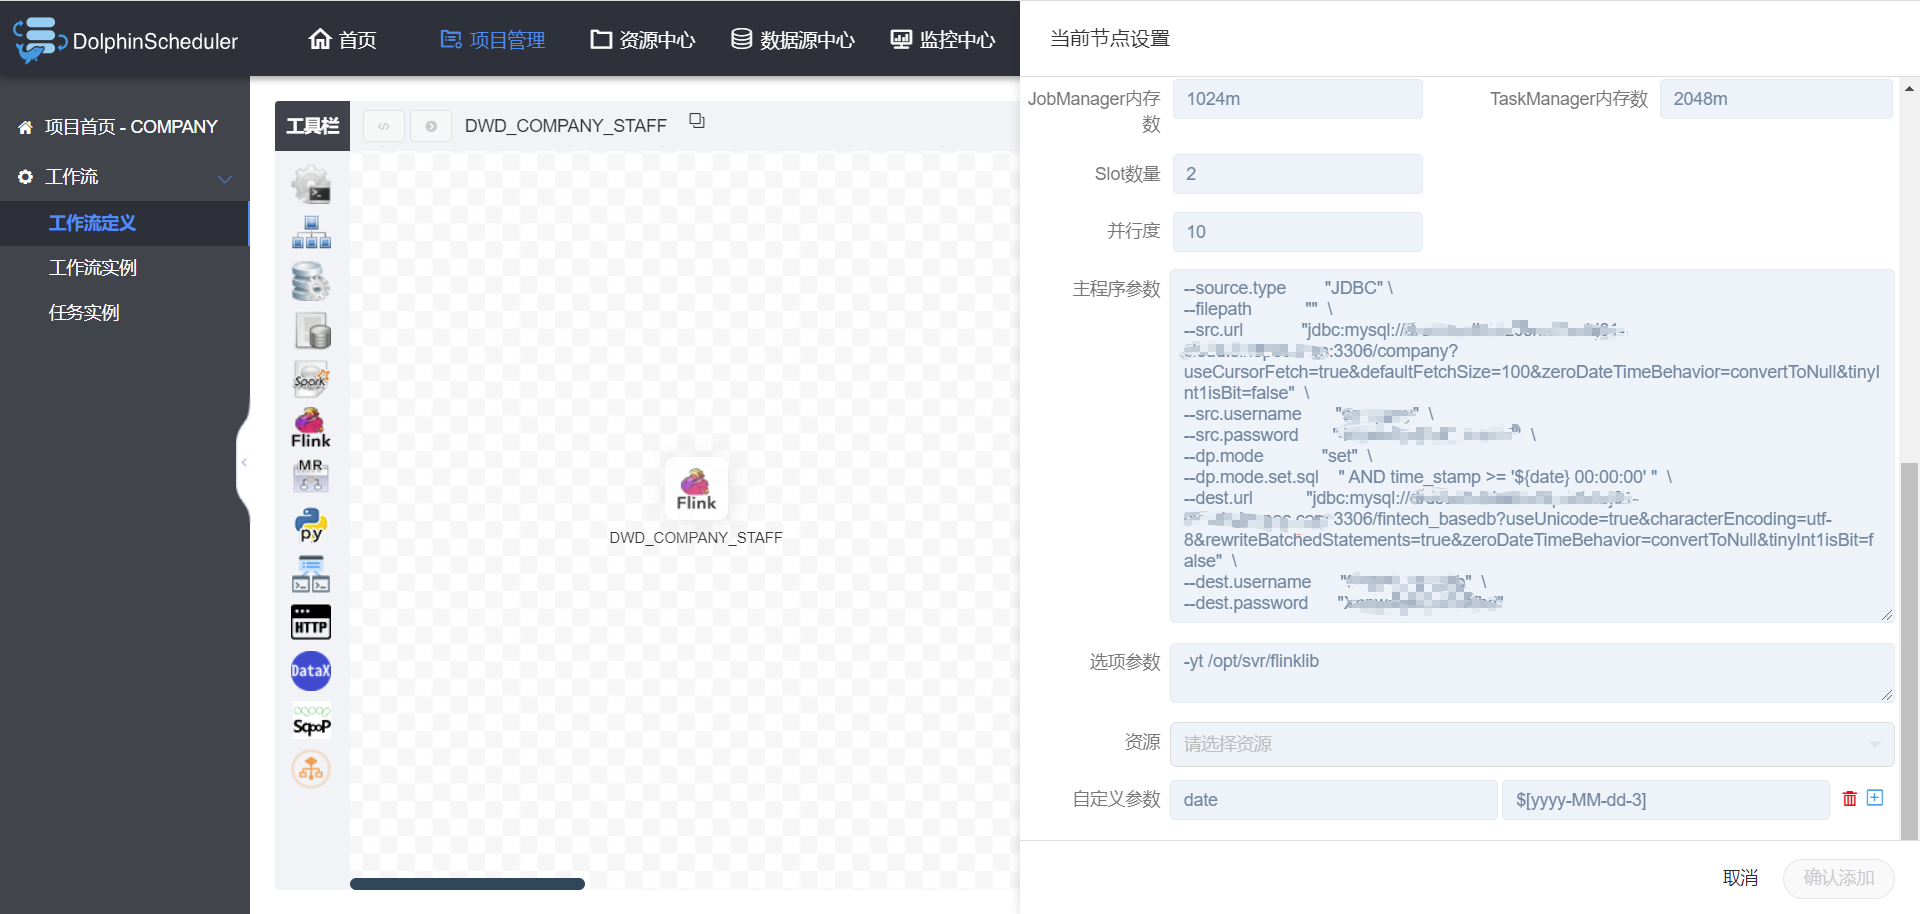 DolphinScheduler
首页
项目管理
资源中心
数据源中心
监控中心
项目首页 - COMPANY
工作流
工作流定义
工作流实例
任务实例
工具栏
DWD_COMPANY_STAFF
Spark
Flink
MR
py
HTTP
DataX
SqooP
Flink
DWD_COMPANY_STAFF
当前节点设置
JobManager内存
数
1024m
TaskManager内存数
2048m
Slot数量
2
并行度
10
主程序参数
--source.type "JDBC" \
--filepath "" \
--src.url "jdbc:mysql://
:3306/company?
useCursorFetch=true&defaultFetchSize=100&zeroDateTimeBehavior=convertToNull&tinyI
nt1isBit=false" \
--src.username " " \
--src.password " " \
--dp.mode "set" \
--dp.mode.set.sql " AND time_stamp >= '${date} 00:00:00' " \
--dest.url "jdbc:mysql://
:3306/fintech_basedb?useUnicode=true&characterEncoding=utf-
8&rewriteBatchedStatements=true&zeroDateTimeBehavior=convertToNull&tinyInt1isBit=f
alse" \
--dest.username " " \
--dest.password " "
选项参数
-yt /opt/svr/flinklib
资源
请选择资源
自定义参数
date
$[yyyy-MM-dd-3]
取消
确认添加